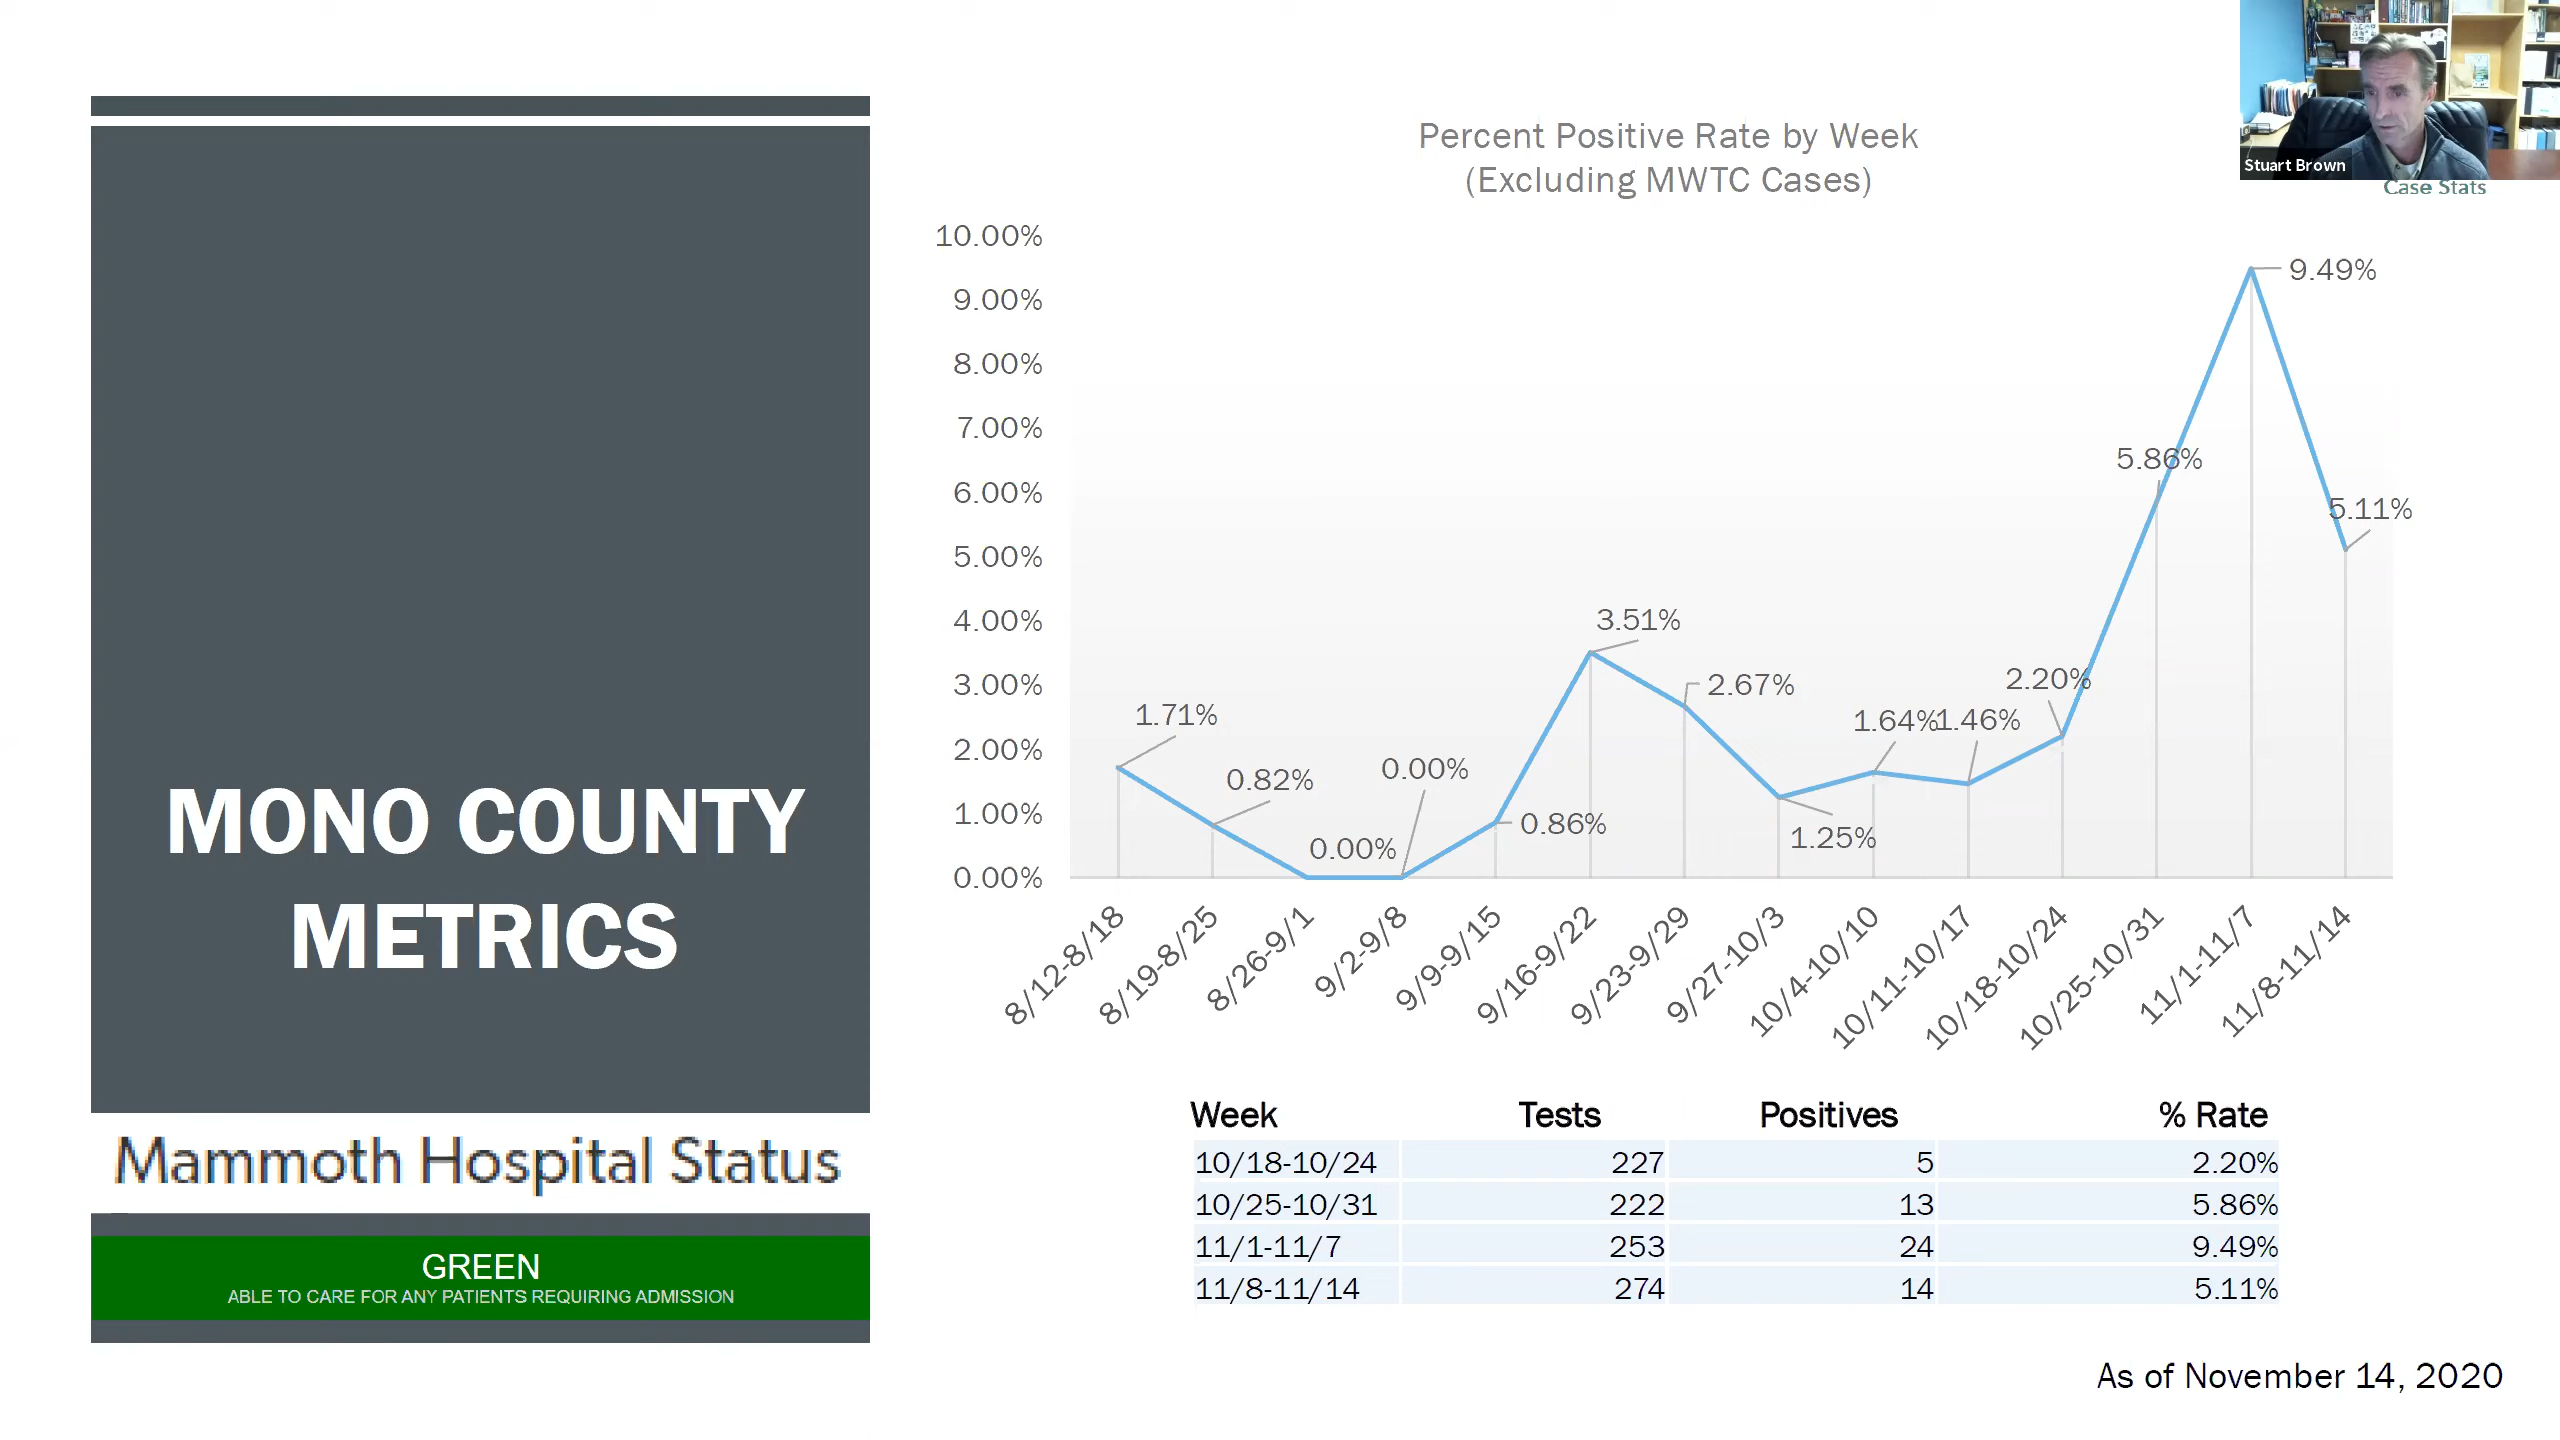 MONO COUNTY
METRICS
Mammoth Hospital Status
GREEN
ABLE TO CARE FOR ANY PATIENTS REQUIRING ADMISSION
Stuart Brown
Case Stats
Percent Positive Rate by Week
(Excluding MWTC Cases)
10.00%
9.00%
8.00%
7.00%
6.00%
5.00%
4.00%
3.00%
2.00%
1.00%
0.00%
1.71%
0.82%
0.00%
0.00%
0.86%
3.51%
2.67%
1.25%
1.64%
1.46%
2.20%
5.86%
9.49%
5.11%
8/12-8/18
8/19-8/25
8/26-9/1
9/2-9/8
9/9-9/15
9/16-9/22
9/23-9/29
9/27-10/3
10/4-10/10
10/11-10/17
10/18-10/24
10/25-10/31
11/1-11/7
11/8-11/14
Week Tests Positives % Rate
10/18-10/24 227 5 2.20%
10/25-10/31 222 13 5.86%
11/1-11/7 253 24 9.49%
11/8-11/14 274 14 5.11%
As of November 14, 2020